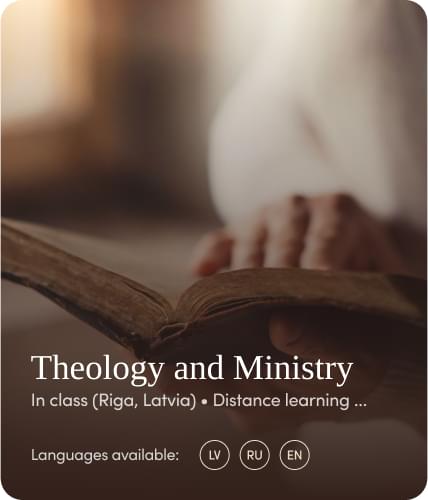 Theology and Ministry
In class (Riga, Latvia) • Distance learning ...
Languages available: LV RU EN